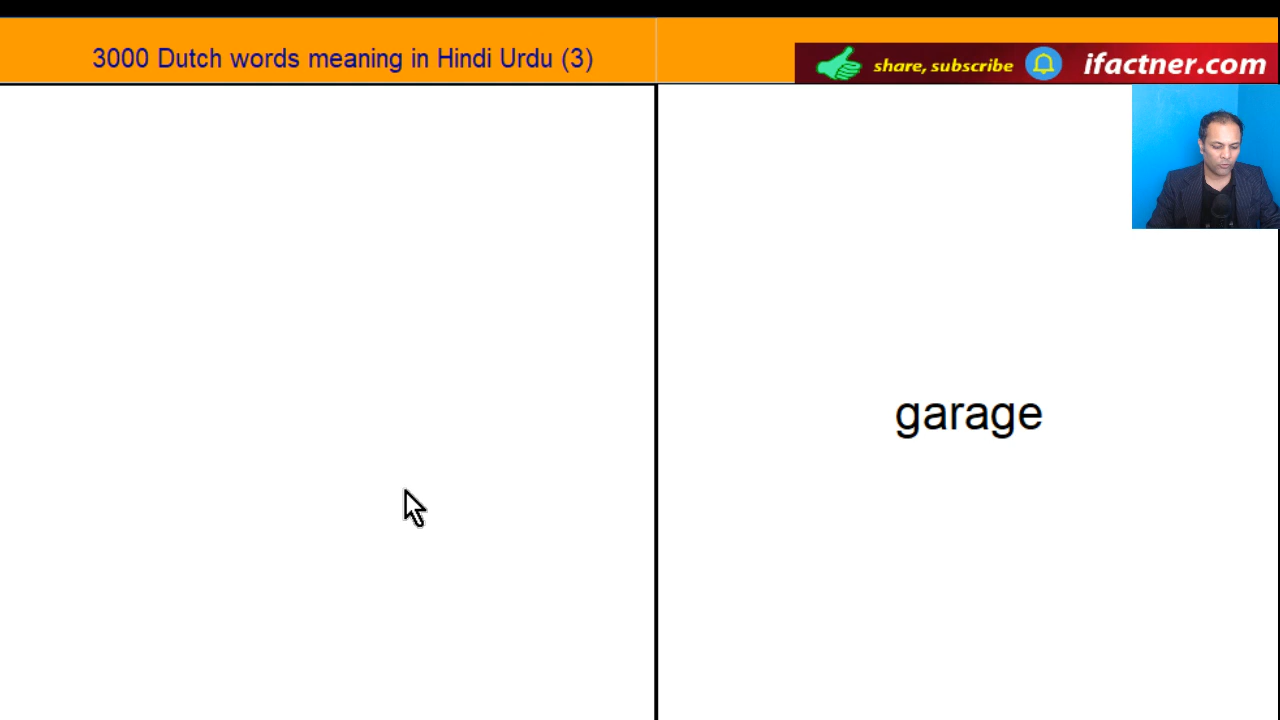 3000 Dutch words meaning in Hindi Urdu (3)
share, subscribe
ifactner.com
garage